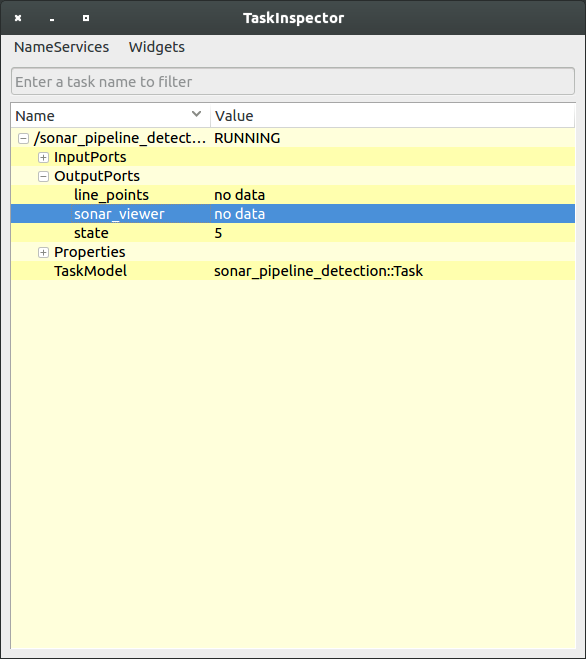 TaskInspector
NameServices Widgets
Enter a task name to filter
Name Value
/sonar_pipeline_detect... RUNNING
InputPorts
OutputPorts
line_points no data
sonar_viewer no data
state 5
Properties
TaskModel sonar_pipeline_detection::Task